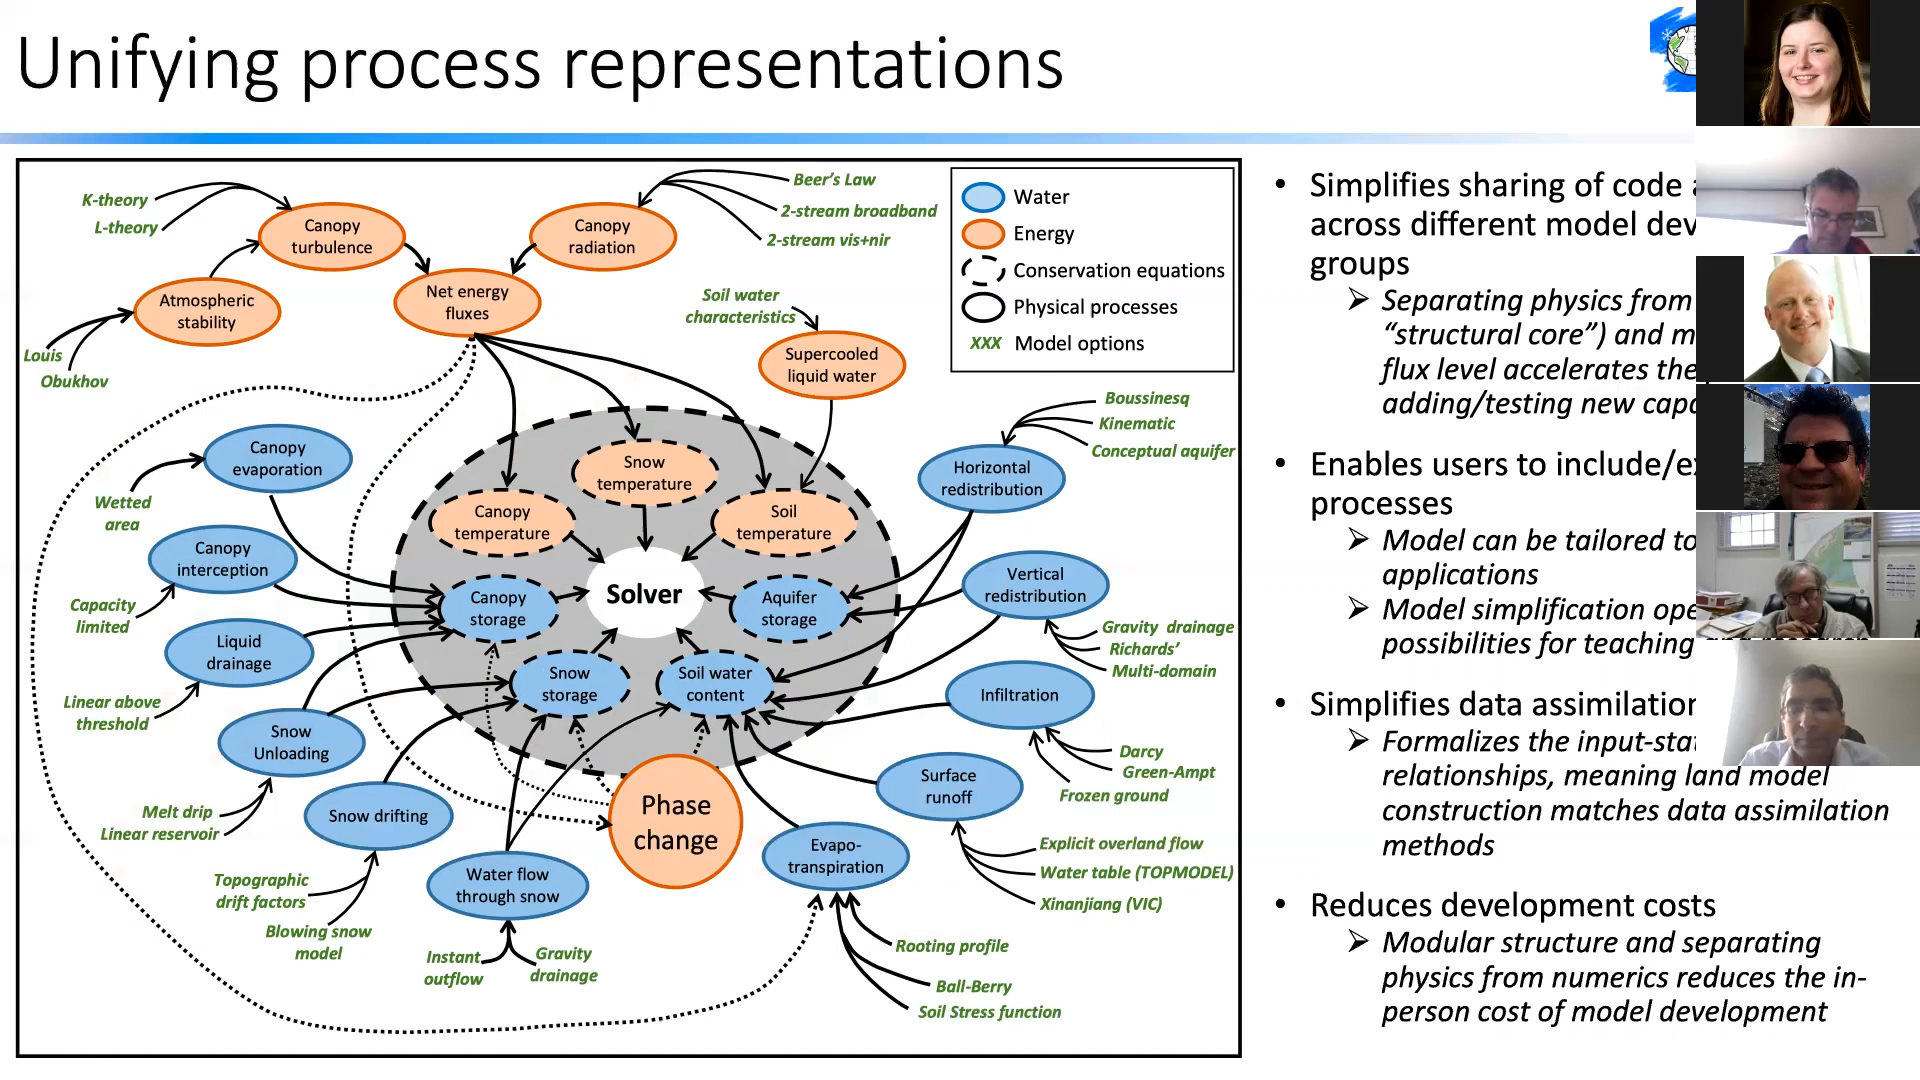 Unifying process representations
K-theory
L-theory
Canopy
turbulence
Canopy
radiation
Beer's Law
2-stream broadband
2-stream vis+nir
Atmospheric
stability
Net energy
fluxes
Louis
Obukhov
Soil water
characteristics
Supercooled
liquid water
Water
Energy
Conservation equations
Physical processes
XXX Model options
Canopy
evaporation
Wetted
area
Canopy
interception
Capacity
limited
Liquid
drainage
Linear above
threshold
Snow
Unloading
Melt drip
Linear reservoir
Snow drifting
Topographic
drift factors
Blowing snow
model
Water flow
through snow
Instant
outflow
Gravity
drainage
Snow
temperature
Canopy
temperature
Soil
temperature
Solver
Canopy
storage
Aquifer
storage
Snow
storage
Soil water
content
Phase
change
Horizontal
redistribution
Boussinesq
Kinematic
Conceptual aquifer
Vertical
redistribution
Gravity drainage
Richards'
Multi-domain
Infiltration
Darcy
Green-Ampt
Frozen ground
Surface
runoff
Explicit overland flow
Water table (TOPMODEL)
Xinanjiang (VIC)
Evapo-
transpiration
Rooting profile
Ball-Berry
Soil Stress function
• Simplifies sharing of code
across different model dev
groups
➢ Separating physics from
“structural core”) and m
flux level accelerates the
adding/testing new cap
• Enables users to include/e
processes
➢ Model can be tailored to
applications
➢ Model simplification ope
possibilities for teaching
• Simplifies data assimilation
➢ Formalizes the input-sta
relationships, meaning land model
construction matches data assimilation
methods
• Reduces development costs
➢ Modular structure and separating
physics from numerics reduces the in-
person cost of model development